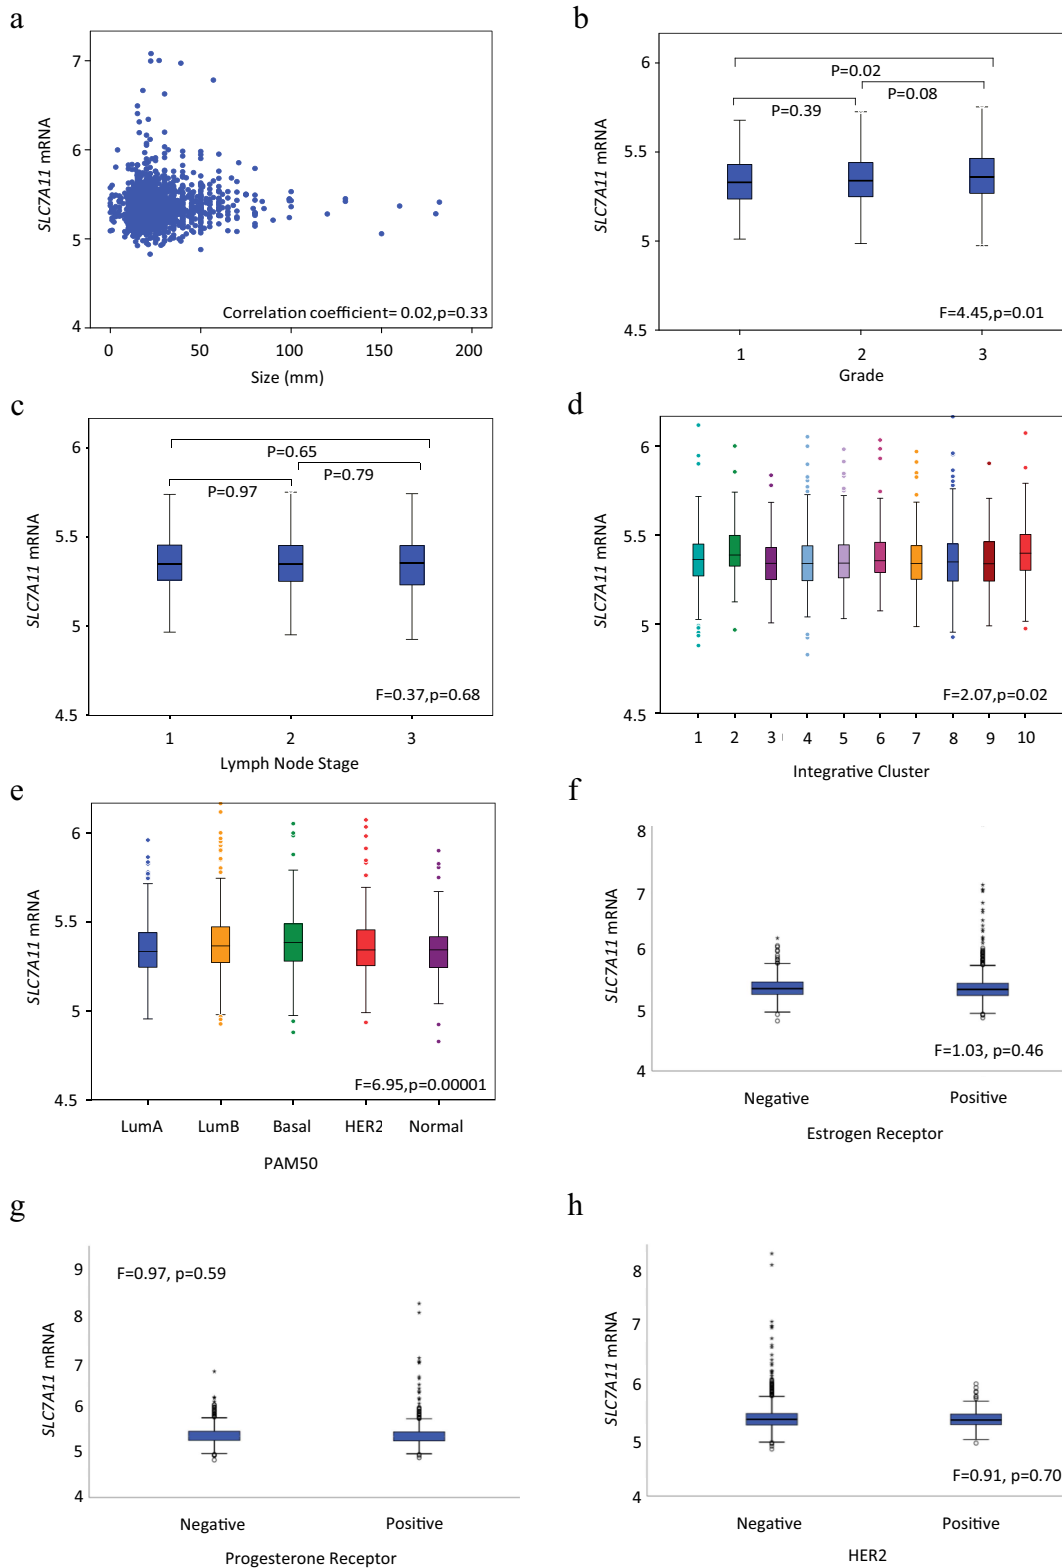 a
7
6
5
4
SLC7A11 mRNA
Correlation coefficient= 0.02,p=0.33
0 50 100 150 200
Size (mm)
b
6
5.5
5
4.5
SLC7A11 mRNA
P=0.02
P=0.08
P=0.39
F=4.45,p=0.01
1 2 3
Grade
c
6
5.5
5
4.5
SLC7A11 mRNA
P=0.65
P=0.79
P=0.97
F=0.37,p=0.68
1 2 3
Lymph Node Stage
d
6
5.5
5
4.5
SLC7A11 mRNA
F=2.07,p=0.02
1 2 3 4 5 6 7 8 9 10
Integrative Cluster
e
6
5.5
5
4.5
SLC7A11 mRNA
F=6.95,p=0.00001
LumA LumB Basal HER2 Normal
PAM50
f
8
7
6
5
4
SLC7A11 mRNA
F=1.03, p=0.46
Negative Positive
Estrogen Receptor
g
9
8
7
6
5
4
SLC7A11 mRNA
F=0.97, p=0.59
Negative Positive
Progesterone Receptor
h
8
7
6
5
4
SLC7A11 mRNA
F=0.91, p=0.70
Negative Positive
HER2